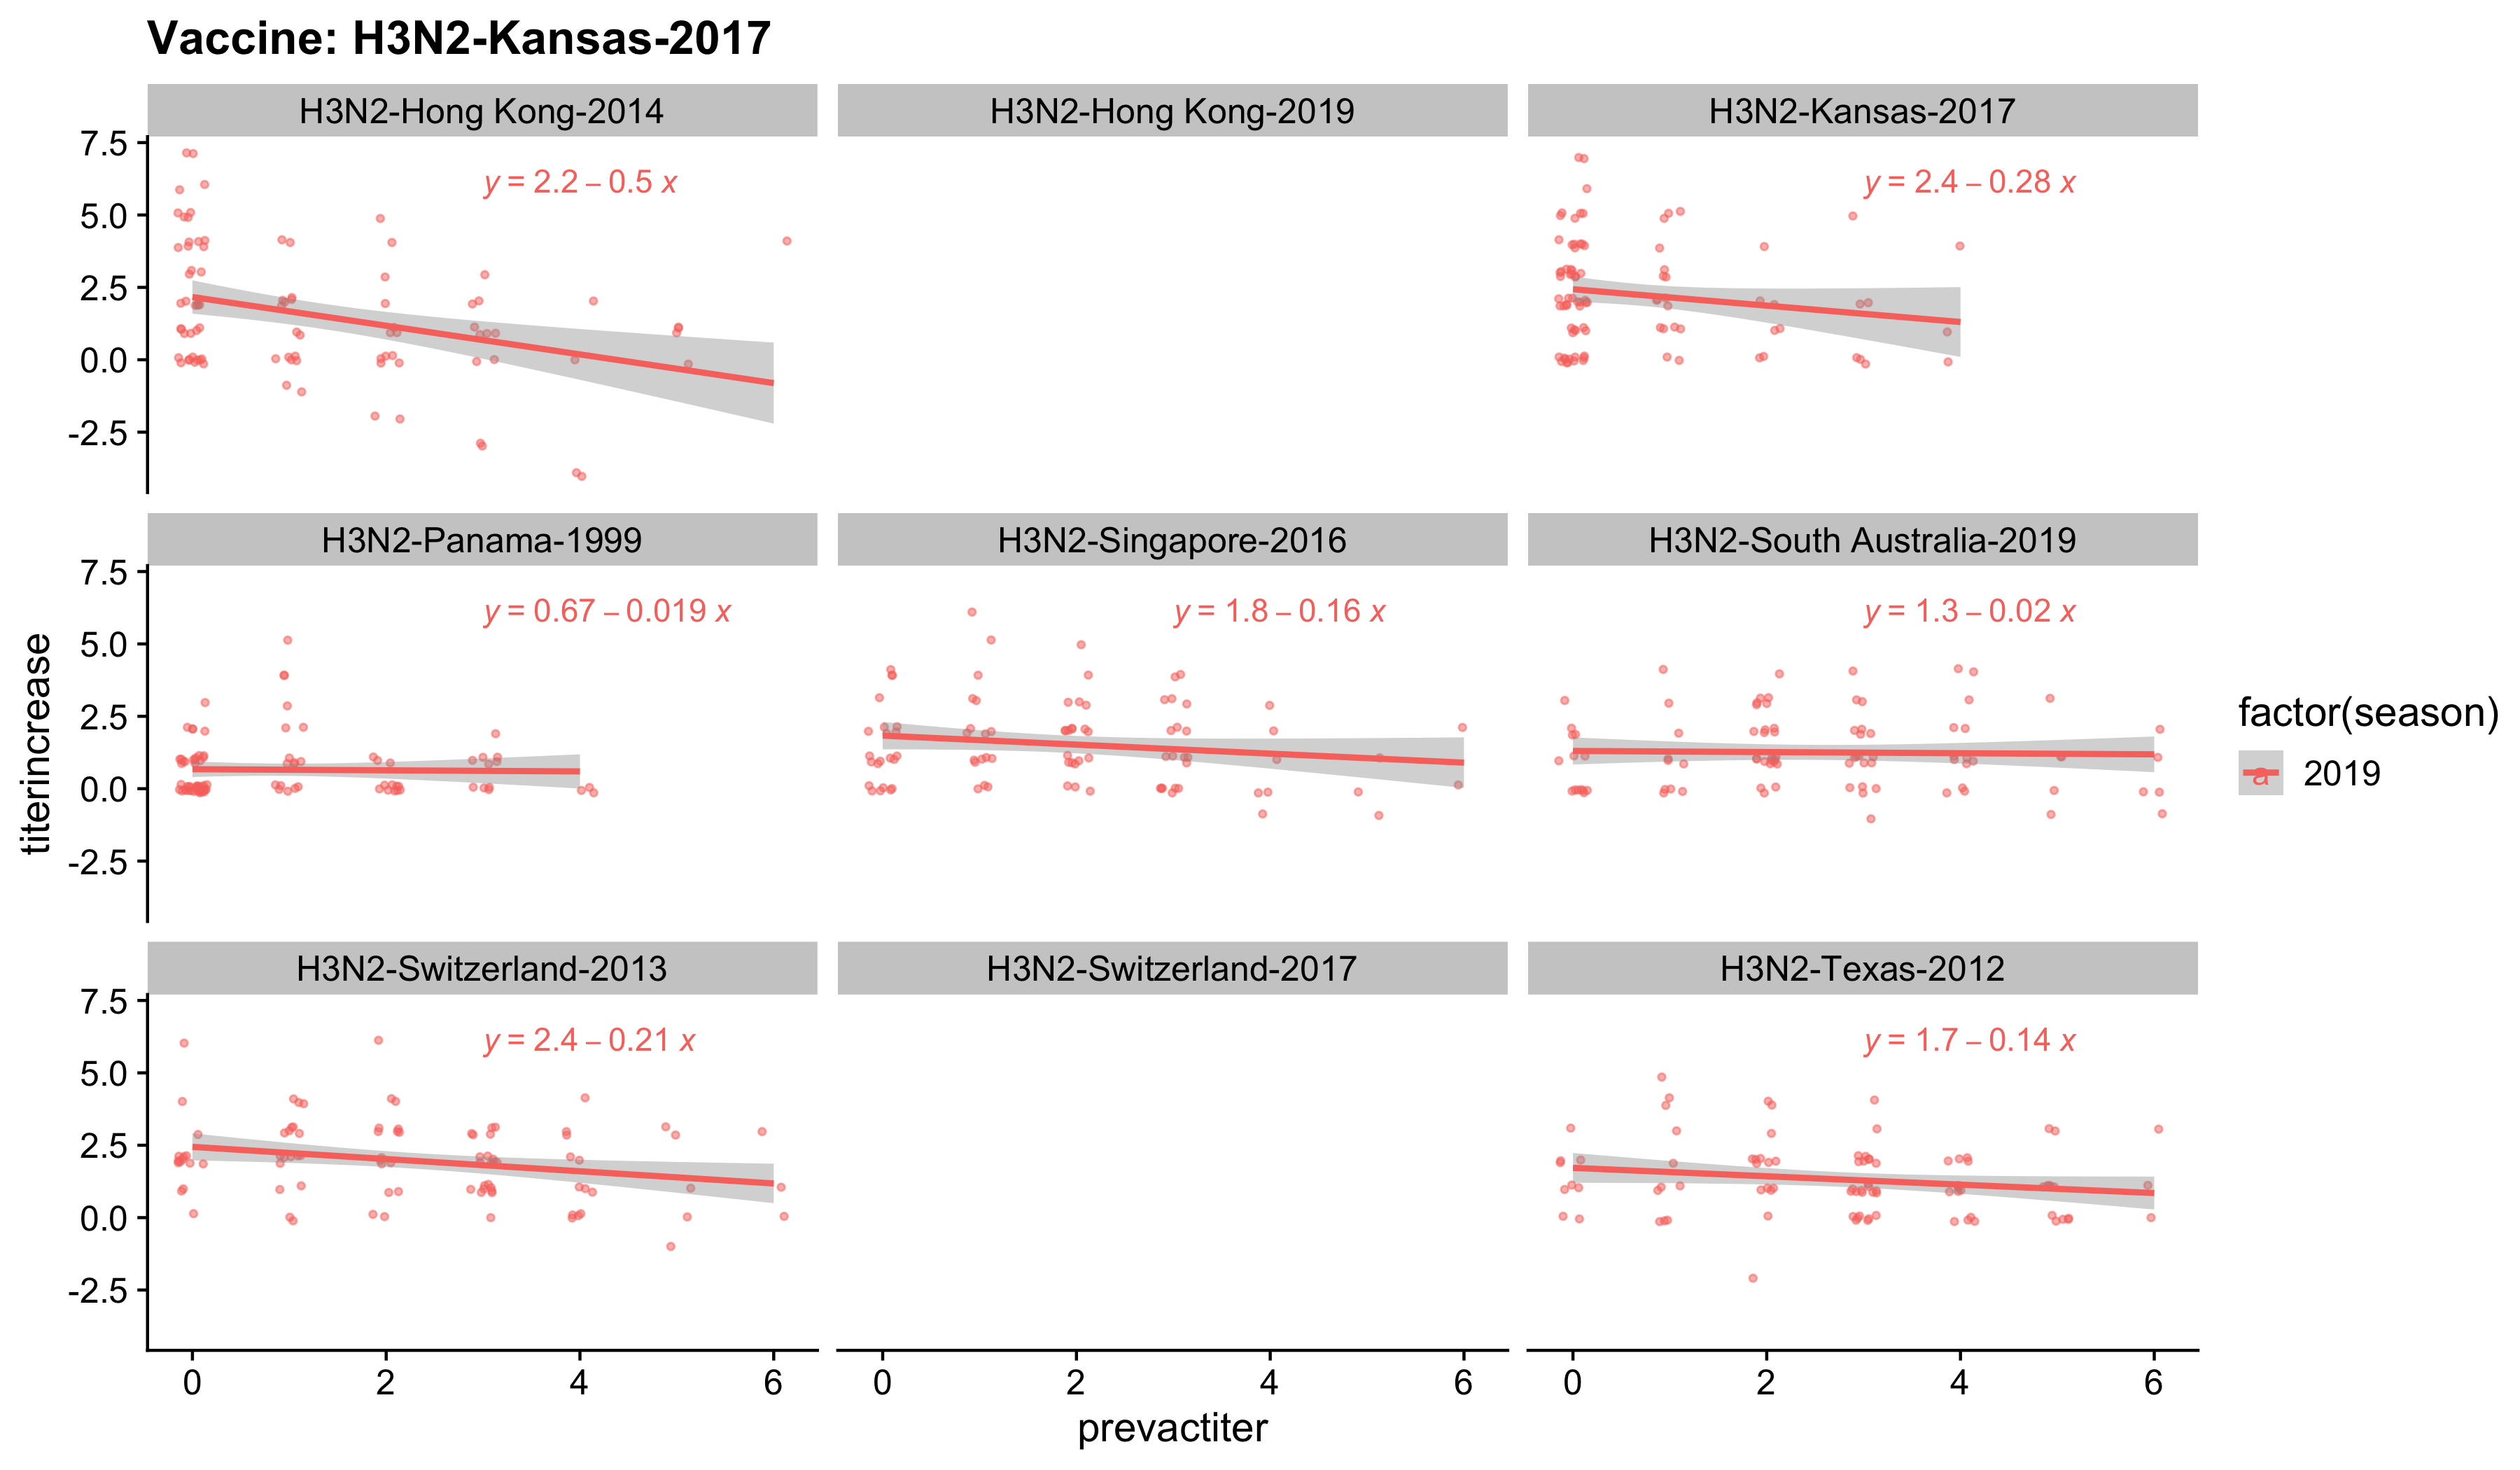 Vaccine: H3N2-Kansas-2017
H3N2-Hong Kong-2014
H3N2-Hong Kong-2019
H3N2-Kansas-2017
7.5
5.0
2.5
0.0
-2.5
y = 2.2 – 0.5 x
y = 2.4 – 0.28 x
H3N2-Panama-1999
H3N2-Singapore-2016
H3N2-South Australia-2019
7.5
5.0
2.5
0.0
-2.5
y = 0.67 – 0.019 x
y = 1.8 – 0.16 x
y = 1.3 – 0.02 x
titerincrease
factor(season)
a 2019
H3N2-Switzerland-2013
H3N2-Switzerland-2017
H3N2-Texas-2012
7.5
5.0
2.5
0.0
-2.5
y = 2.4 – 0.21 x
y = 1.7 – 0.14 x
0 2 4 6
0 2 4 6
0 2 4 6
prevactiter